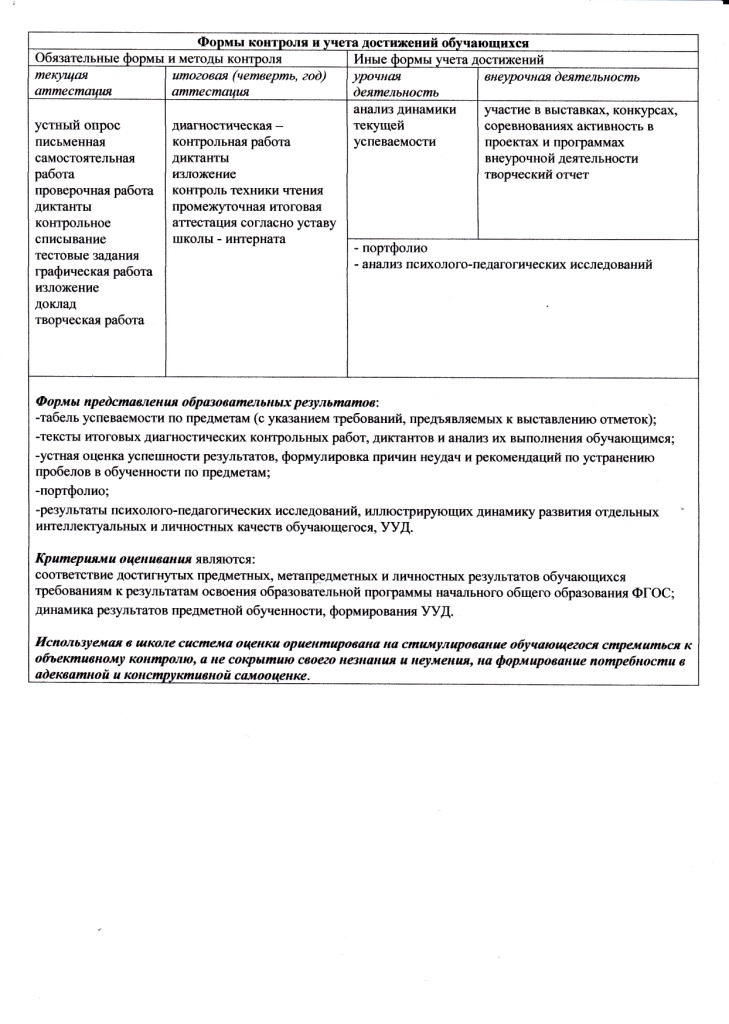 Формы контроля и учета достижений обучающихся
Обязательные формы и методы контроля
Иные формы учета достижений
текущая
аттестация
итоговая (четверть, год)
аттестация
урочная
деятельность
внеурочная деятельность
устный опрос
письменная
самостоятельная
работа
проверочная работа
диктанты
контрольное
списывание
тестовые задания
графическая работа
изложение
доклад
творческая работа
диагностическая –
контрольная работа
диктанты
изложение
контроль техники чтения
промежуточная итоговая
аттестация согласно уставу
школы - интерната
анализ динамики
текущей
успеваемости
участие в выставках, конкурсах,
соревнованиях активность в
проектах и программах
внеурочной деятельности
творческий отчет
- портфолио
- анализ психолого-педагогических исследований
Формы представления образовательных результатов:
-табель успеваемости по предметам (с указанием требований, предъявляемых к выставлению отметок);
-тексты итоговых диагностических контрольных работ, диктантов и анализ их выполнения обучающимся;
-устная оценка успешности результатов, формулировка причин неудач и рекомендаций по устранению
пробелов в обученности по предметам;
-портфолио;
-результаты психолого-педагогических исследований, иллюстрирующих динамику развития отдельных
интеллектуальных и личностных качеств обучающегося, УУД.
Критериями оценивания являются:
соответствие достигнутых предметных, метапредметных и личностных результатов обучающихся
требованиям к результатам освоения образовательной программы начального общего образования ФГОС;
динамика результатов предметной обученности, формирования УУД.
Используемая в школе система оценки ориентирована на стимулирование обучающегося стремиться к
объективному контролю, а не сокрытию своего незнания и неумения, на формирование потребности в
адекватной и конструктивной самооценке.